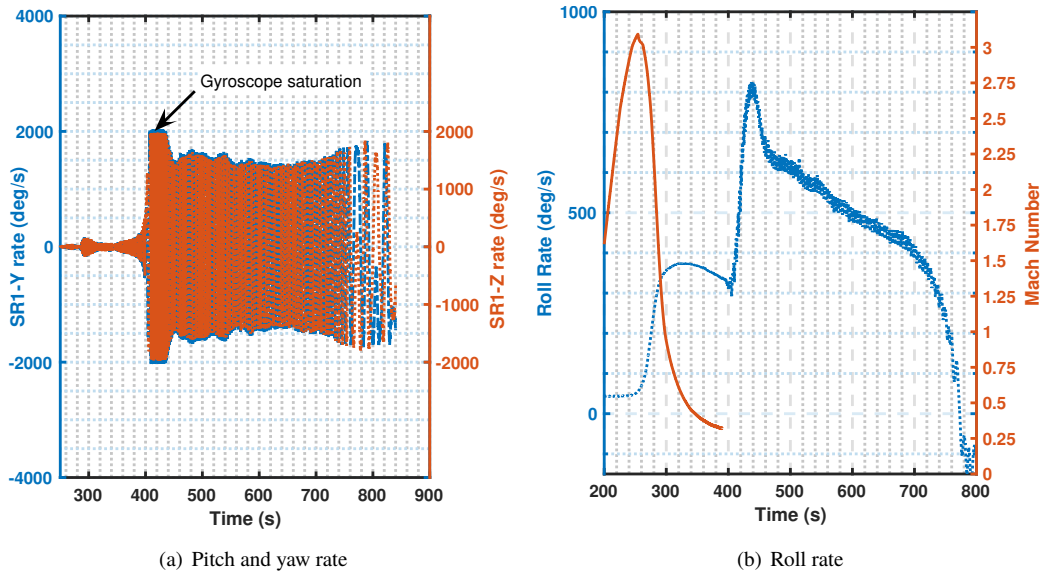 4000
2000
0
-2000
-4000
SR1-Y rate (deg/s)
Gyroscope saturation
2000
1000
0
-1000
-2000
SR1-Z rate (deg/s)
300 400 500 600 700 800 900
Time (s)
(a) Pitch and yaw rate
1000
500
0
Roll Rate (deg/s)
3
2.75
2.5
2.25
2
1.75
1.5
1.25
1
0.75
0.5
0.25
0
Mach Number
200 300 400 500 600 700 800
Time (s)
(b) Roll rate